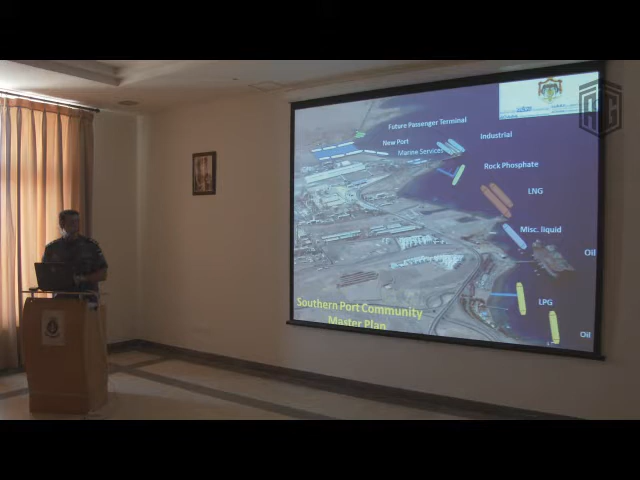 Future Passenger Terminal
New Port
Industrial
Marine Services
Rock Phosphate
LNG
Misc. liquid
Oil
LPG
Oil
Southern Port Community
Master Plan